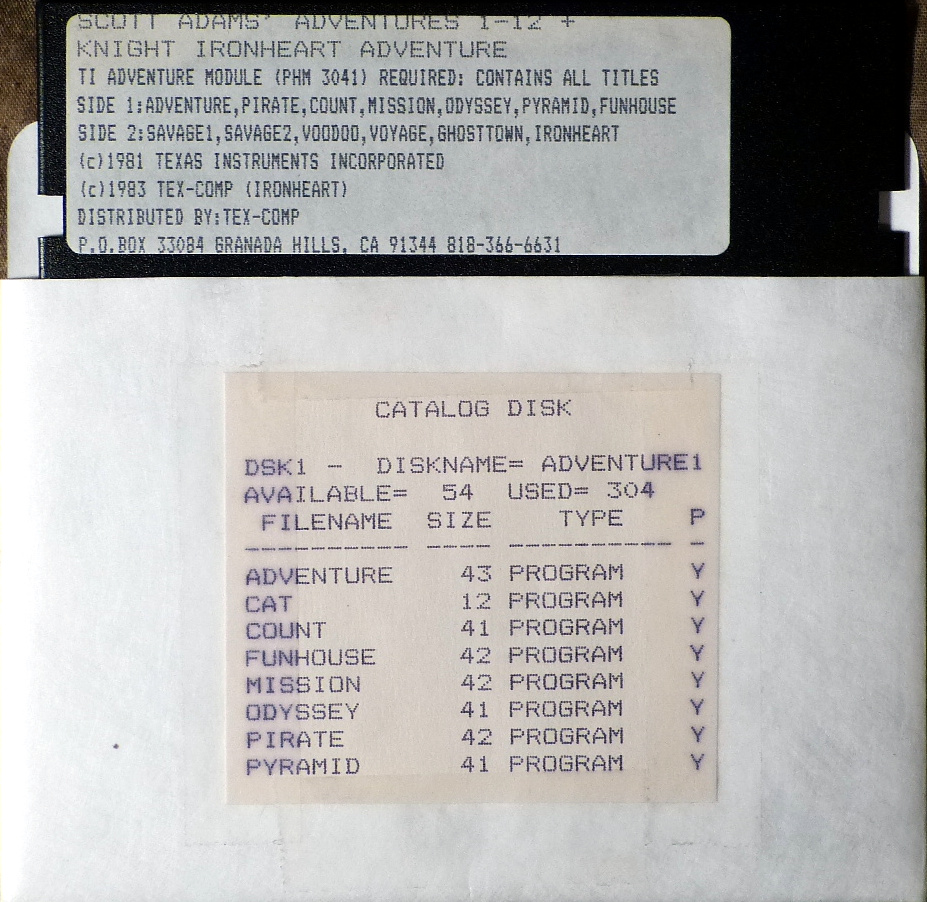 SCOTT ADAMS' ADVENTURES 1-12 +
KNIGHT IRONHEART ADVENTURE
TI ADVENTURE MODULE (PHM 3041) REQUIRED: CONTAINS ALL TITLES
SIDE 1:ADVENTURE,PIRATE,COUNT,MISSION,ODYSSEY,PYRAMID,FUNHOUSE
SIDE 2:SAVAGE1,SAVAGE2,VOODOO,VOYAGE,GHOSTTOWN,IRONHEART
(c)1981 TEXAS INSTRUMENTS INCORPORATED
(c)1983 TEX-COMP (IRONHEART)
DISTRIBUTED BY:TEX-COMP
P.O.BOX 33084 GRANADA HILLS, CA 91344 818-366-6631
CATALOG DISK
DSK1 - DISKNAME= ADVENTURE1
AVAILABLE= 54 USED= 304
FILENAME SIZE TYPE P
---------- ---- ---------- -
ADVENTURE 43 PROGRAM Y
CAT 12 PROGRAM Y
COUNT 41 PROGRAM Y
FUNHOUSE 42 PROGRAM Y
MISSION 42 PROGRAM Y
ODYSSEY 41 PROGRAM Y
PIRATE 42 PROGRAM Y
PYRAMID 41 PROGRAM Y